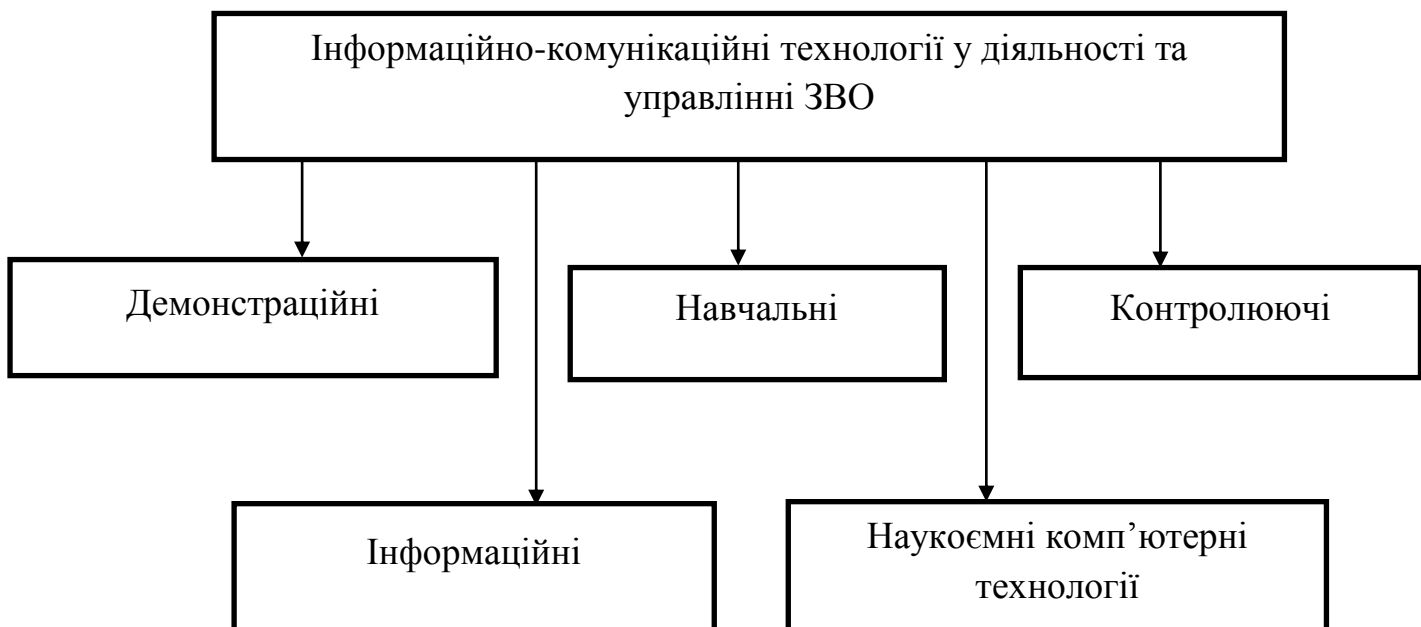 Інформаційно-комунікаційні технології у діяльності та
управлінні ЗВО
Демонстраційні
Навчальні
Контролюючі
Інформаційні
Наукоємні комп’ютерні
технології